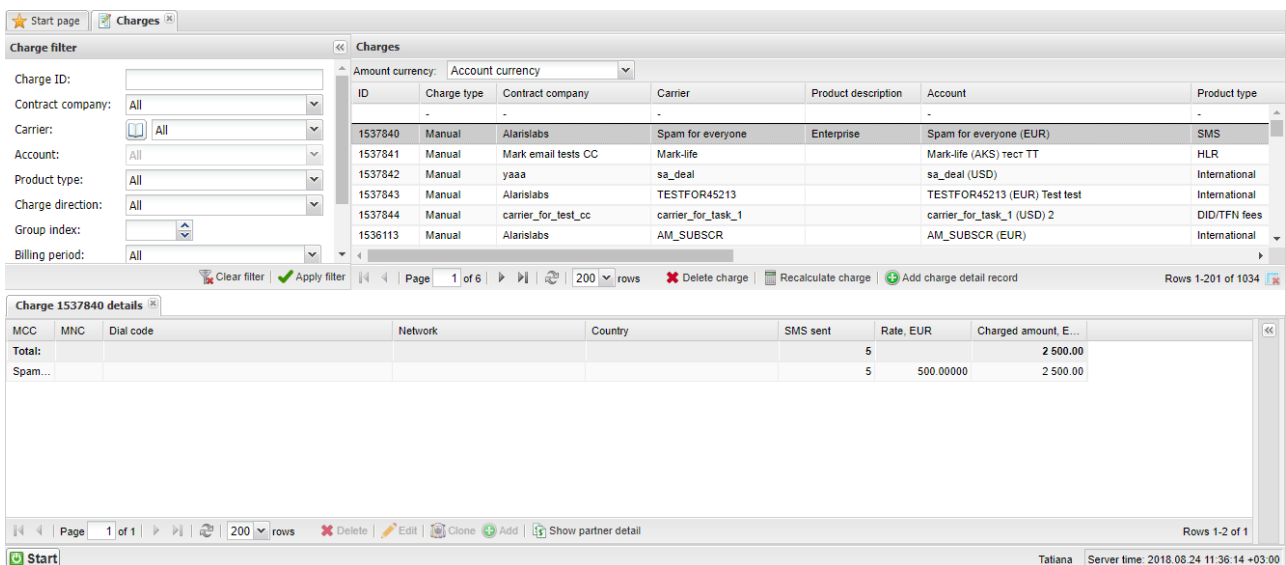 Start page Charges
Charge filter
Charge ID:
Contract company: All
Carrier: All
Account: All
Product type: All
Charge direction: All
Group index:
Billing period: All
Clear filter Apply filter
Charges
Amount currency: Account currency
ID Charge type Contract company Carrier Product description Account Product type
- - - - -
1537840 Manual Alarislabs Spam for everyone Enterprise Spam for everyone (EUR) SMS
1537841 Manual Mark email tests CC Mark-life Mark-life (AKS) тест TT HLR
1537842 Manual yaaa sa_deal sa_deal (USD) International
1537843 Manual Alarislabs TESTFOR45213 TESTFOR45213 (EUR) Test test International
1537844 Manual carrier_for_test_cc carrier_for_task_1 carrier_for_task_1 (USD) 2 DID/TFN fees
1536113 Manual Alarislabs AM_SUBSCR AM_SUBSCR (EUR) International
Page 1 of 6 200 rows Delete charge Recalculate charge Add charge detail record Rows 1-201 of 1034
Charge 1537840 details
MCC MNC Dial code Network Country SMS sent Rate, EUR Charged amount, E...
Total: 5 2 500.00
Spam... 5 500.00000 2 500.00
Page 1 of 1 200 rows Delete Edit Clone Add Show partner detail Rows 1-2 of 1
Start Tatiana Server time: 2018.08.24 11:36:14 +03:00